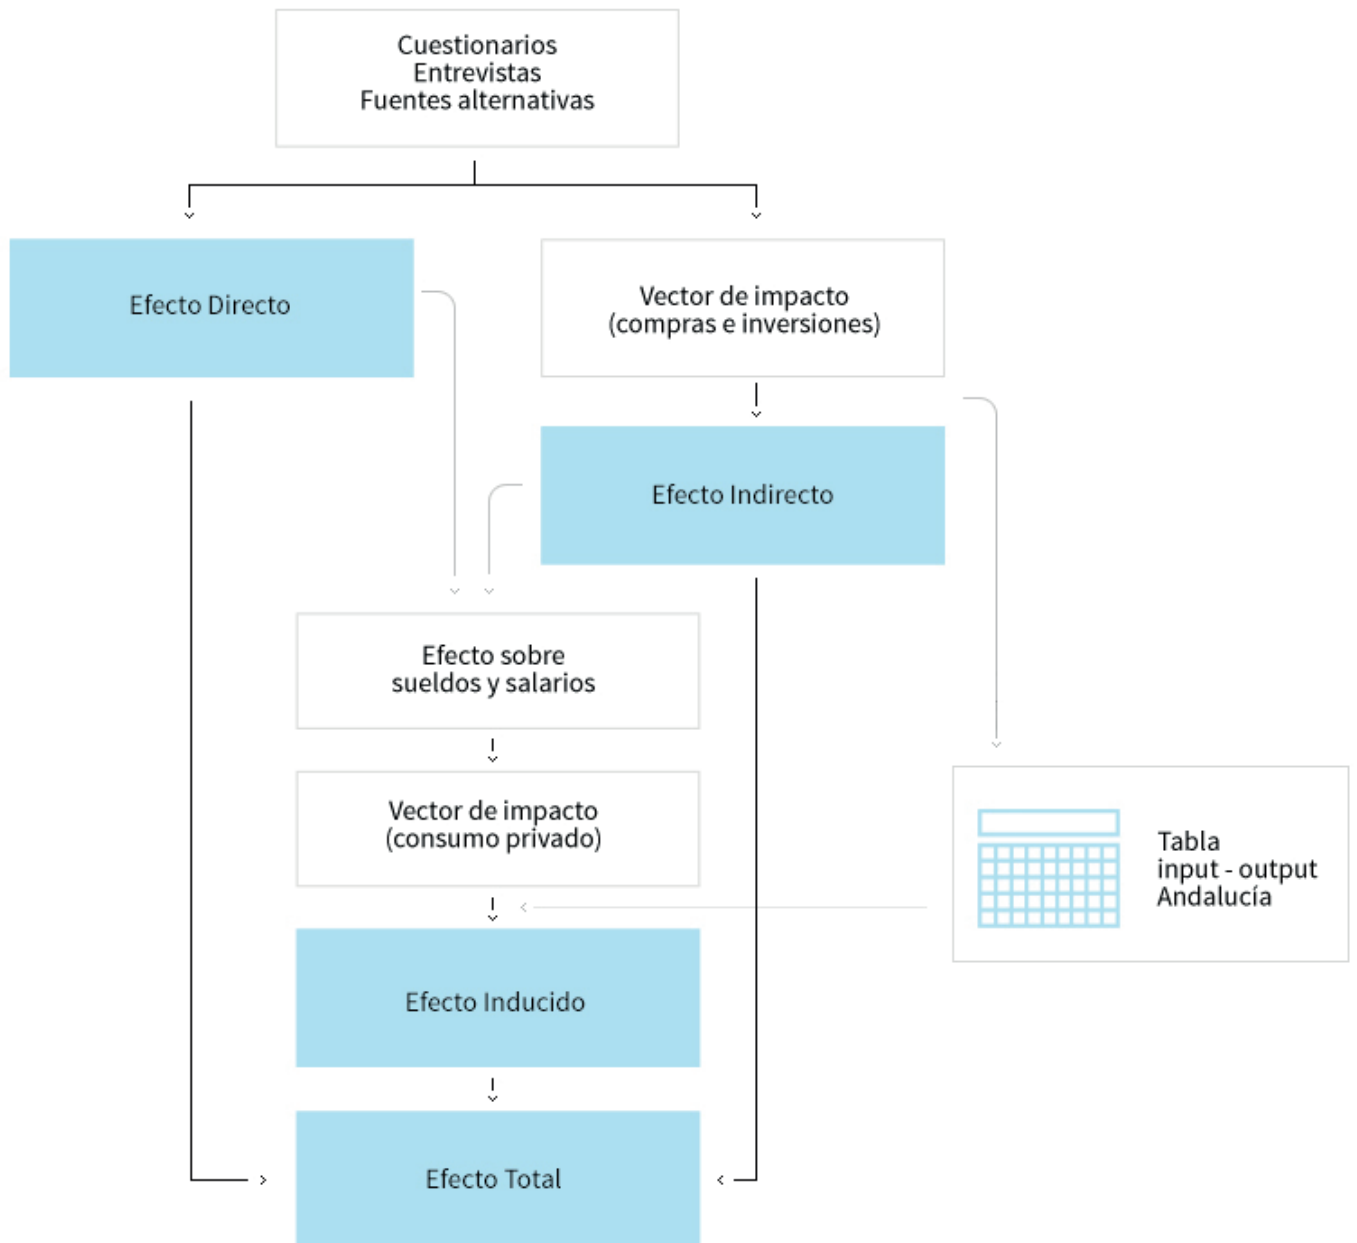 Cuestionarios
Entrevistas
Fuentes alternativas
Efecto Directo
Vector de impacto
(compras e inversiones)
Efecto Indirecto
Efecto sobre
sueldos y salarios
Vector de impacto
(consumo privado)
Tabla
input - output
Andalucía
Efecto Inducido
Efecto Total